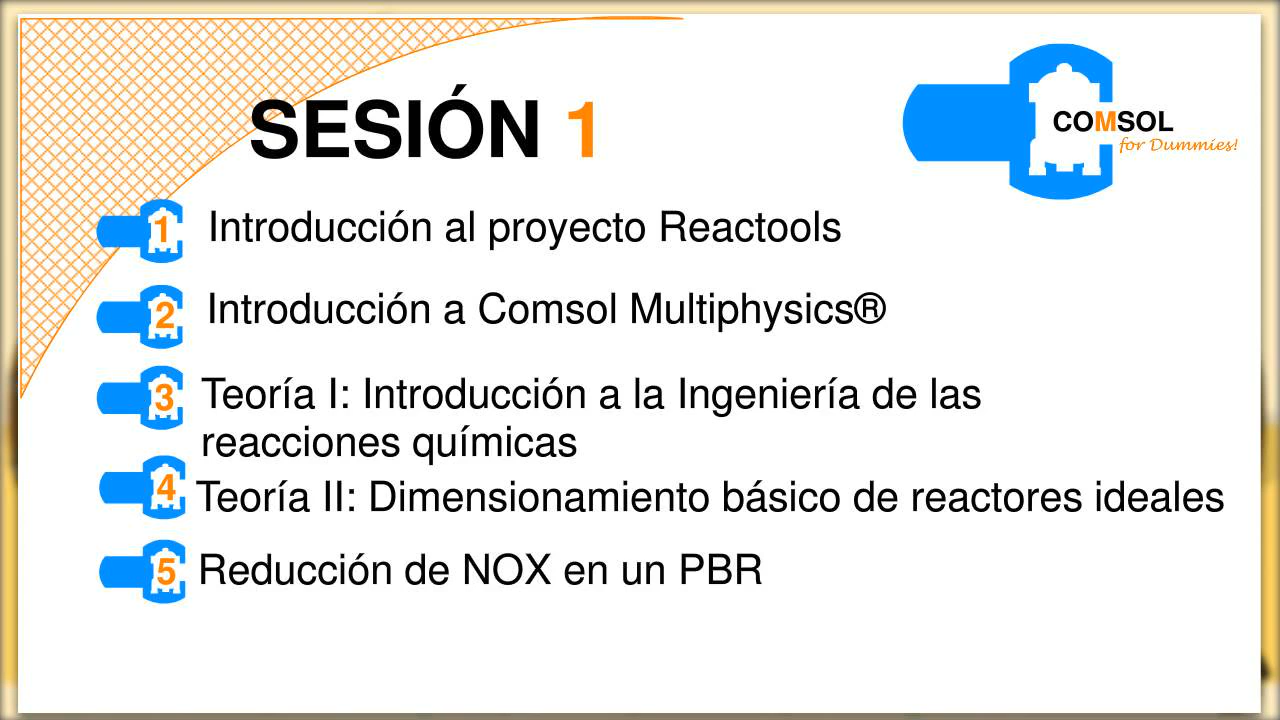 SESIÓN 1
COMSOL
for Dummies!
1 Introducción al proyecto Reactools
2 Introducción a Comsol Multiphysics®
3 Teoría I: Introducción a la Ingeniería de las
reacciones químicas
4 Teoría II: Dimensionamiento básico de reactores ideales
5 Reducción de NOX en un PBR